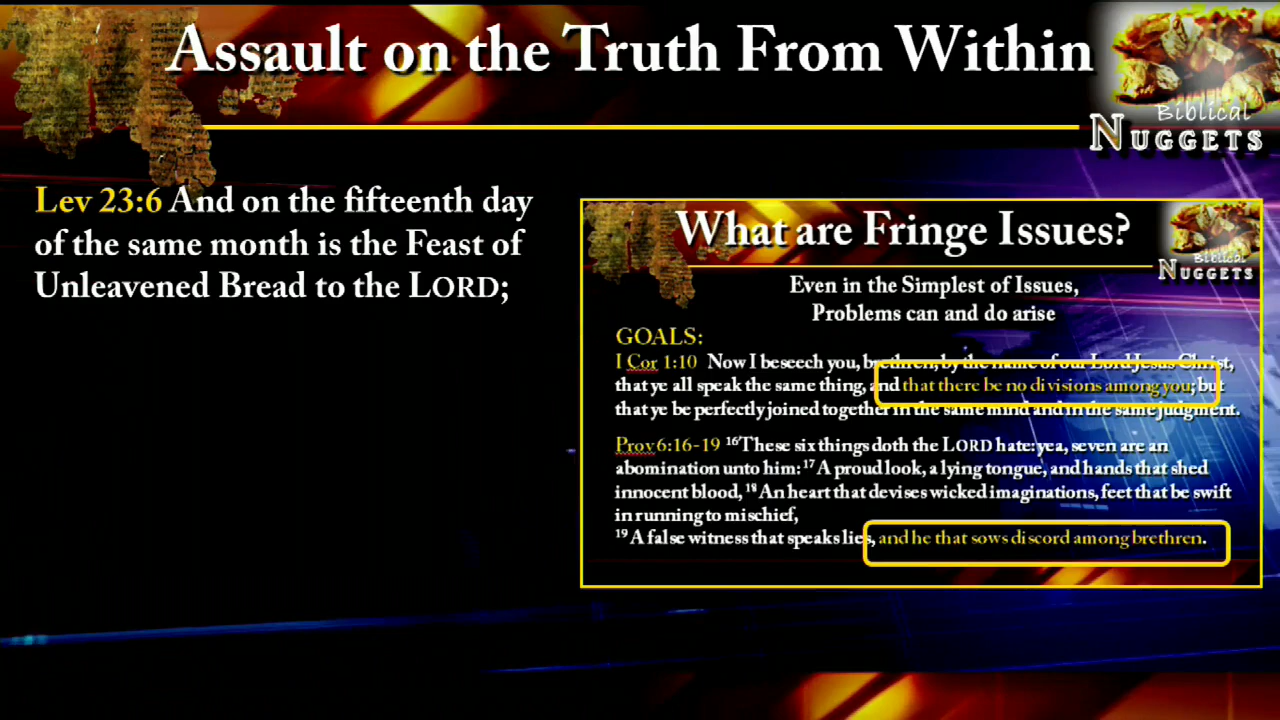 Assault on the Truth From Within
Biblical
NUGGETS
Lev 23:6 And on the fifteenth day
of the same month is the Feast of
Unleavened Bread to the LORD;
What are Fringe Issues?
Biblical
NUGGETS
Even in the Simplest of Issues,
Problems can and do arise
GOALS:
I Cor 1:10 Now I beseech you, brethren, by the name of our Lord Jesus Christ,
that ye all speak the same thing, and that there be no divisions among you; but
that ye be perfectly joined together in the same mind and in the same judgment.
Prov 6:16-19 16These six things doth the LORD hate: yea, seven are an
abomination unto him: 17A proud look, a lying tongue, and hands that shed
innocent blood, 18An heart that devises wicked imaginations, feet that be swift
in running to mischief,
19A false witness that speaks lies, and he that sows discord among brethren.